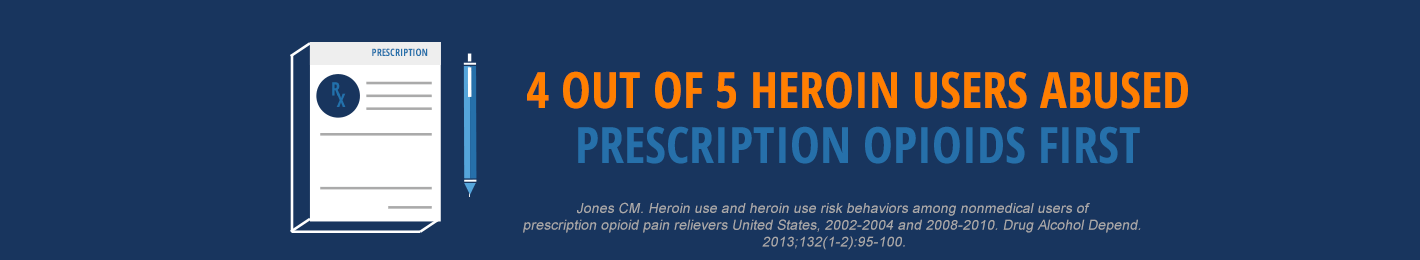 PRESCRIPTION
RX
4 OUT OF 5 HEROIN USERS ABUSED
PRESCRIPTION OPIOIDS FIRST
Jones CM. Heroin use and heroin use risk behaviors among nonmedical users of
prescription opioid pain relievers United States, 2002-2004 and 2008-2010. Drug Alcohol Depend.
2013;132(1-2):95-100.